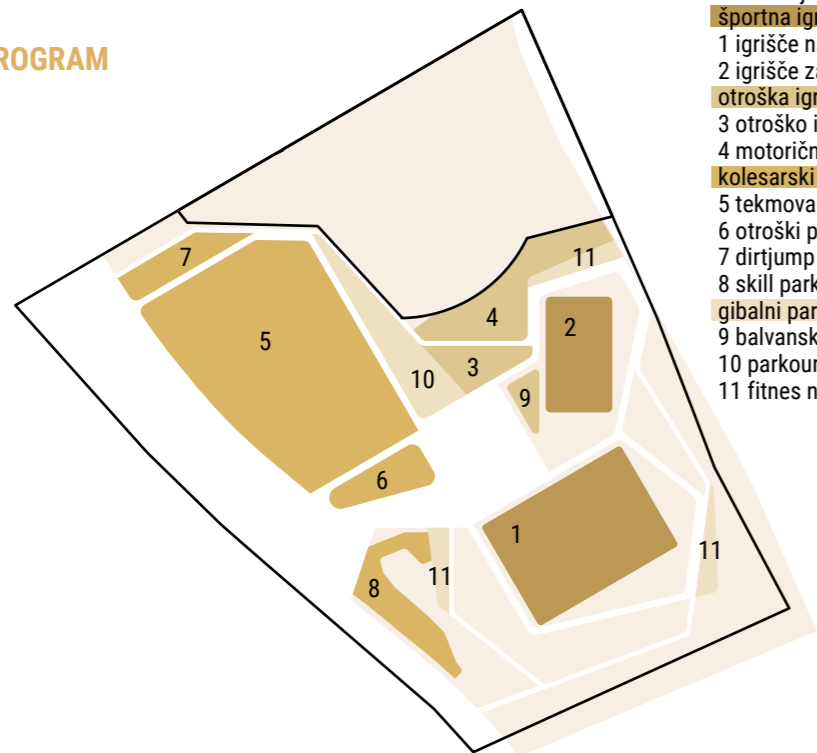 ROGRAM
športna igr
1 igrišče n
2 igrišče z
otroška igr
3 otroško i
4 motoričn
kolesarski
5 tekmova
6 otroški p
7 dirtjump
8 skill park
gibalni par
9 balvansk
10 parkour
11 fitnes n
7
5
11
4
2
3
10
9
6
1
11
11
8